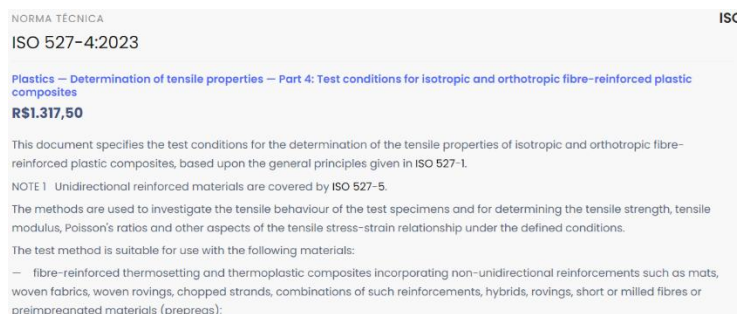 NORMA TÉCNICA
ISO
ISO 527-4:2023
Plastics — Determination of tensile properties — Part 4: Test conditions for isotropic and orthotropic fibre-reinforced plastic
composites
R$1.317,50
This document specifies the test conditions for the determination of the tensile properties of isotropic and orthotropic fibre-
reinforced plastic composites, based upon the general principles given in ISO 527-1.
NOTE 1 Unidirectional reinforced materials are covered by ISO 527-5.
The methods are used to investigate the tensile behaviour of the test specimens and for determining the tensile strength, tensile
modulus, Poisson's ratios and other aspects of the tensile stress-strain relationship under the defined conditions.
The test method is suitable for use with the following materials:
— fibre-reinforced thermosetting and thermoplastic composites incorporating non-unidirectional reinforcements such as mats,
woven fabrics, woven rovings, chopped strands, combinations of such reinforcements, hybrids, rovings, short or milled fibres or
preimpregnated materials (prepregs);